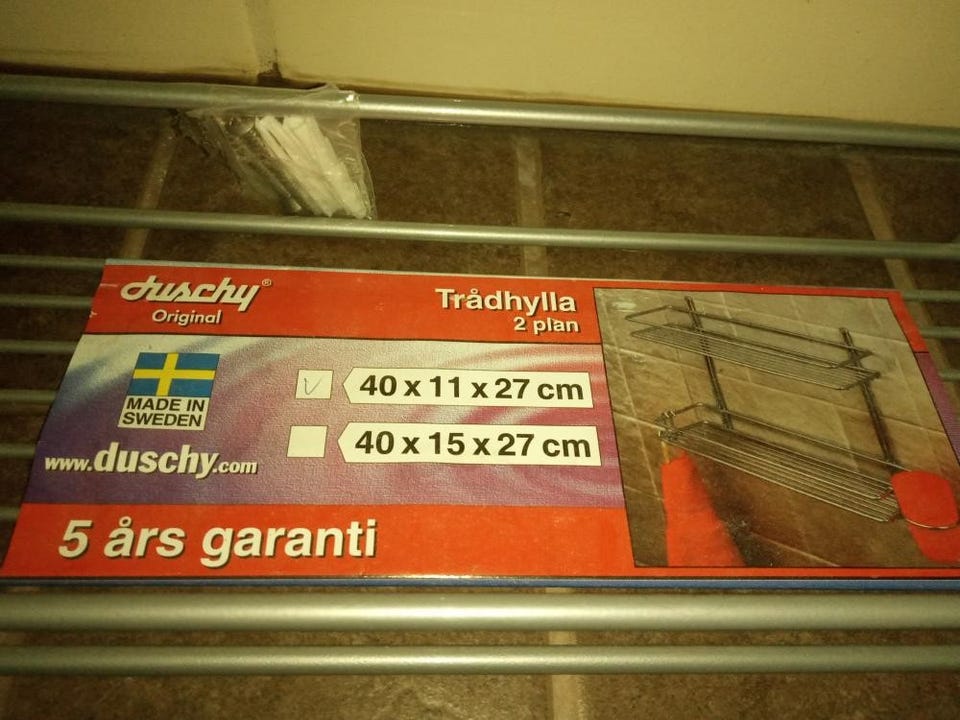 duschy®
Original
Trådhylla
2 plan
MADE IN
SWEDEN
40 x 11 x 27 cm
40 x 15 x 27 cm
www.duschy.com
5 års garanti